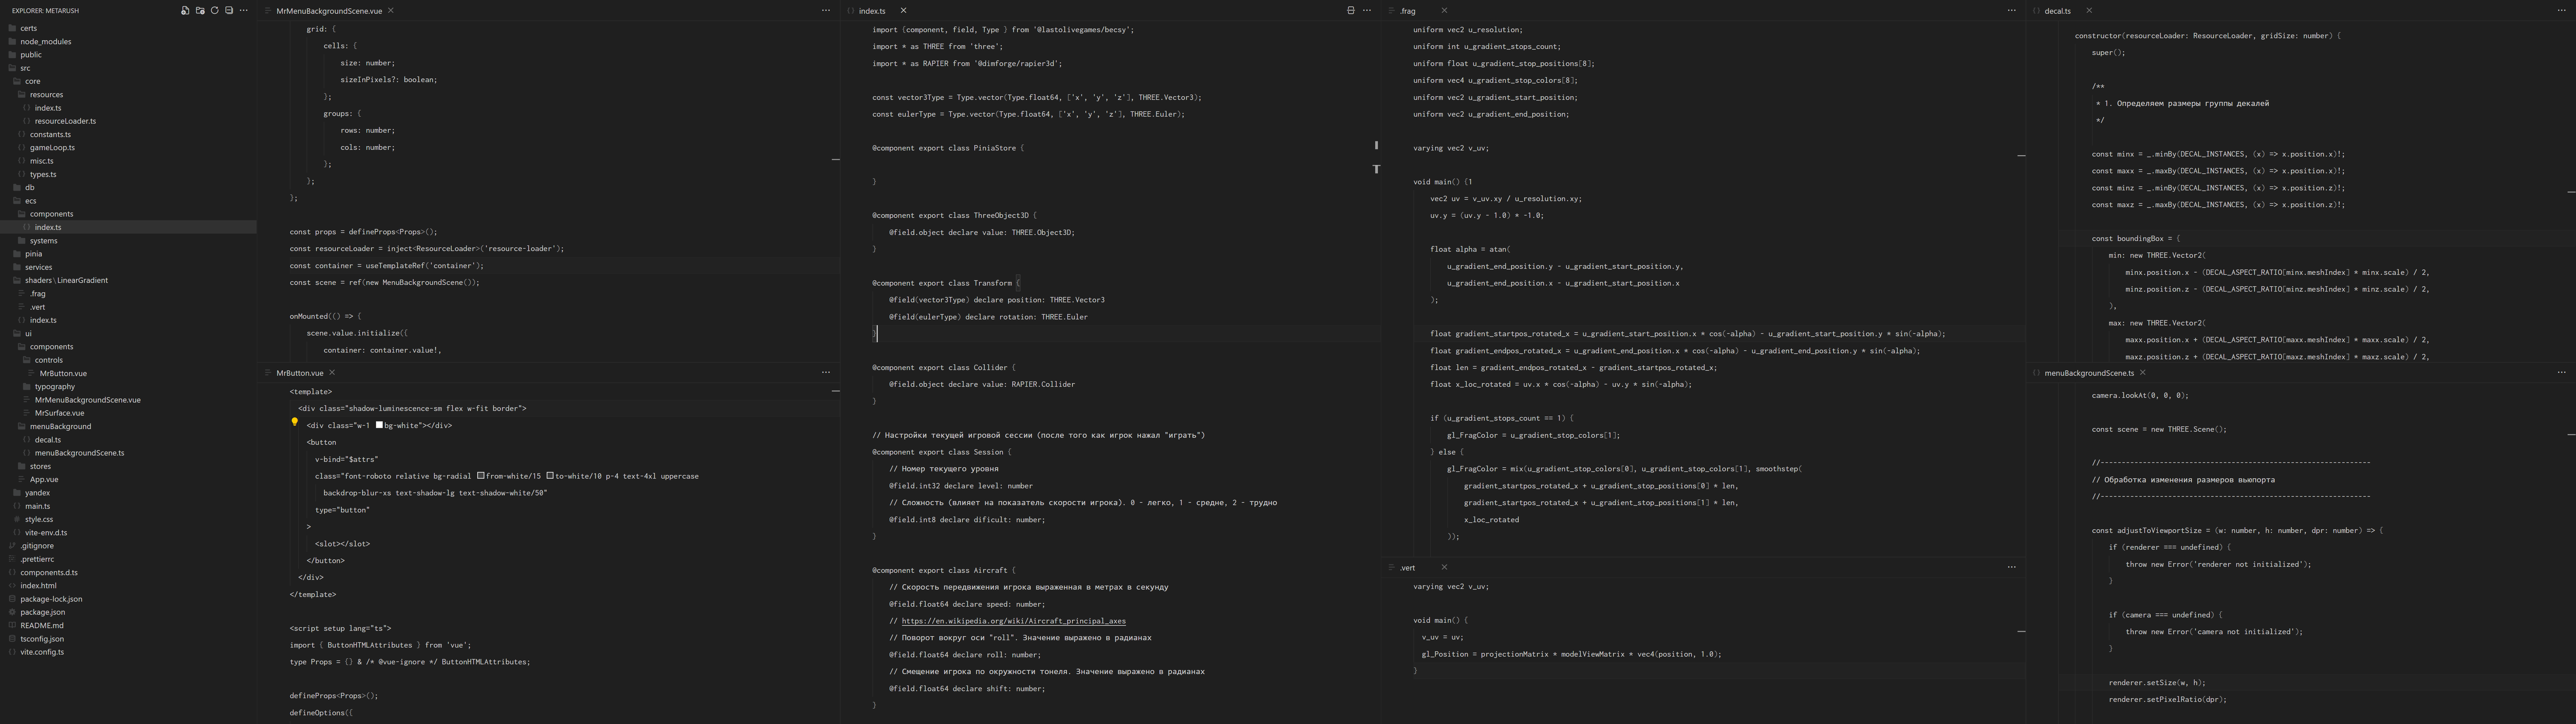 EXPLORER: METARUSH
certs
node_modules
public
src
core
resources
index.ts
resourceLoader.ts
constants.ts
gameLoop.ts
misc.ts
types.ts
db
ecs
components
index.ts
systems
pinia
services
shaders\LinearGradient
.frag
.vert
index.ts
ui
components
controls
MrButton.vue
typography
MrMenuBackgroundScene.vue
MrSurface.vue
menuBackground
decal.ts
menuBackgroundScene.ts
stores
App.vue
yandex
main.ts
style.css
vite-env.d.ts
.gitignore
.prettierrc
components.d.ts
index.html
package-lock.json
package.json
README.md
tsconfig.json
vite.config.ts
MrMenuBackgroundScene.vue
grid: {
cells: {
size: number;
sizeInPixels?: boolean;
};
groups: {
rows: number;
cols: number;
};
};
};
const props = defineProps<Props>();
const resourceLoader = inject<ResourceLoader>('resource-loader');
const container = useTemplateRef('container');
const scene = ref(new MenuBackgroundScene());
onMounted(() => {
scene.value.initialize({
container: container.value!,
MrButton.vue
<template>
<div class="shadow-luminescence-sm flex w-fit border">
<div class="w-1 bg-white"></div>
<button
v-bind="$attrs"
class="font-roboto relative bg-radial from-white/15 to-white/10 p-4 text-4xl uppercase
backdrop-blur-xs text-shadow-lg text-shadow-white/50"
type="button"
>
<slot></slot>
</button>
</div>
</template>
<script setup lang="ts">
import { ButtonHTMLAttributes } from 'vue';
type Props = {} & /* @vue-ignore */ ButtonHTMLAttributes;
defineProps<Props>();
defineOptions({
index.ts
import {component, field, Type } from '@lastolivegames/becsy';
import * as THREE from 'three';
import * as RAPIER from '@dimforge/rapier3d';
const vector3Type = Type.vector(Type.float64, ['x', 'y', 'z'], THREE.Vector3);
const eulerType = Type.vector(Type.float64, ['x', 'y', 'z'], THREE.Euler);
@component export class PiniaStore {
}
@component export class ThreeObject3D {
@field.object declare value: THREE.Object3D;
}
@component export class Transform {
@field(vector3Type) declare position: THREE.Vector3
@field(eulerType) declare rotation: THREE.Euler
}
@component export class Collider {
@field.object declare value: RAPIER.Collider
}
// Настройки текущей игровой сессии (после того как игрок нажал "играть")
@component export class Session {
// Номер текущего уровня
@field.int32 declare level: number
// Сложность (влияет на показатель скорости игрока). 0 - легко, 1 - средне, 2 - трудно
@field.int8 declare dificult: number;
}
@component export class Aircraft {
// Скорость передвижения игрока выраженная в метрах в секунду
@field.float64 declare speed: number;
// https://en.wikipedia.org/wiki/Aircraft_principal_axes
// Поворот вокруг оси "roll". Значение выражено в радианах
@field.float64 declare roll: number;
// Смещение игрока по окружности тонеля. Значение выражено в радианах
@field.float64 declare shift: number;
}
.frag
uniform vec2 u_resolution;
uniform int u_gradient_stops_count;
uniform float u_gradient_stop_positions[8];
uniform vec4 u_gradient_stop_colors[8];
uniform vec2 u_gradient_start_position;
uniform vec2 u_gradient_end_position;
varying vec2 v_uv;
void main() {1
vec2 uv = v_uv.xy / u_resolution.xy;
uv.y = (uv.y - 1.0) * -1.0;
float alpha = atan(
u_gradient_end_position.y - u_gradient_start_position.y,
u_gradient_end_position.x - u_gradient_start_position.x
);
float gradient_startpos_rotated_x = u_gradient_start_position.x * cos(-alpha) - u_gradient_start_position.y * sin(-alpha);
float gradient_endpos_rotated_x = u_gradient_end_position.x * cos(-alpha) - u_gradient_end_position.y * sin(-alpha);
float len = gradient_endpos_rotated_x - gradient_startpos_rotated_x;
float x_loc_rotated = uv.x * cos(-alpha) - uv.y * sin(-alpha);
if (u_gradient_stops_count == 1) {
gl_FragColor = u_gradient_stop_colors[1];
} else {
gl_FragColor = mix(u_gradient_stop_colors[0], u_gradient_stop_colors[1], smoothstep(
gradient_startpos_rotated_x + u_gradient_stop_positions[0] * len,
gradient_startpos_rotated_x + u_gradient_stop_positions[1] * len,
x_loc_rotated
));
.vert
varying vec2 v_uv;
void main() {
v_uv = uv;
gl_Position = projectionMatrix * modelViewMatrix * vec4(position, 1.0);
}
decal.ts
constructor(resourceLoader: ResourceLoader, gridSize: number) {
super();
/**
* 1. Определяем размеры группы декалей
*/
const minx = _.minBy(DECAL_INSTANCES, (x) => x.position.x)!;
const maxx = _.maxBy(DECAL_INSTANCES, (x) => x.position.x)!;
const minz = _.minBy(DECAL_INSTANCES, (x) => x.position.z)!;
const maxz = _.maxBy(DECAL_INSTANCES, (x) => x.position.z)!;
const boundingBox = {
min: new THREE.Vector2(
minx.position.x - (DECAL_ASPECT_RATIO[minx.meshIndex] * minx.scale) / 2,
minz.position.z - (DECAL_ASPECT_RATIO[minz.meshIndex] * minz.scale) / 2,
),
max: new THREE.Vector2(
maxx.position.x + (DECAL_ASPECT_RATIO[maxx.meshIndex] * maxx.scale) / 2,
maxz.position.z + (DECAL_ASPECT_RATIO[maxz.meshIndex] * maxz.scale) / 2,
menuBackgroundScene.ts
camera.lookAt(0, 0, 0);
const scene = new THREE.Scene();
//----------------------------------------------------------------
// Обработка изменения размеров вьюпорта
//----------------------------------------------------------------
const adjustToViewportSize = (w: number, h: number, dpr: number) => {
if (renderer === undefined) {
throw new Error('renderer not initialized');
}
if (camera === undefined) {
throw new Error('camera not initialized');
}
renderer.setSize(w, h);
renderer.setPixelRatio(dpr);